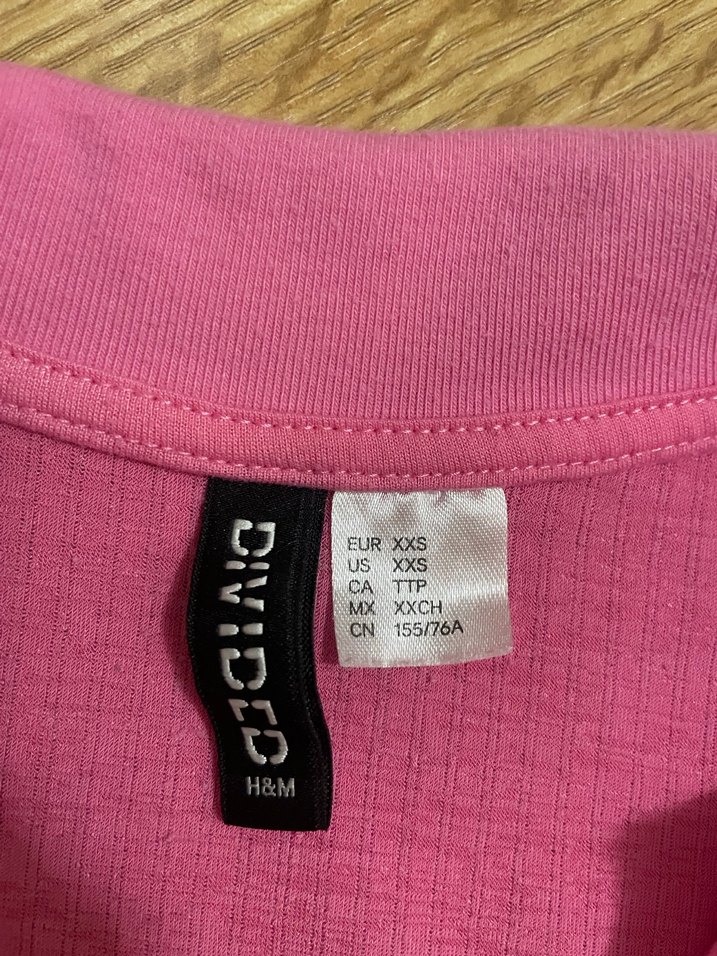 DIVIDED
H&M
EUR XXS
US XXS
CA TTP
MX XXCH
CN 155/76A